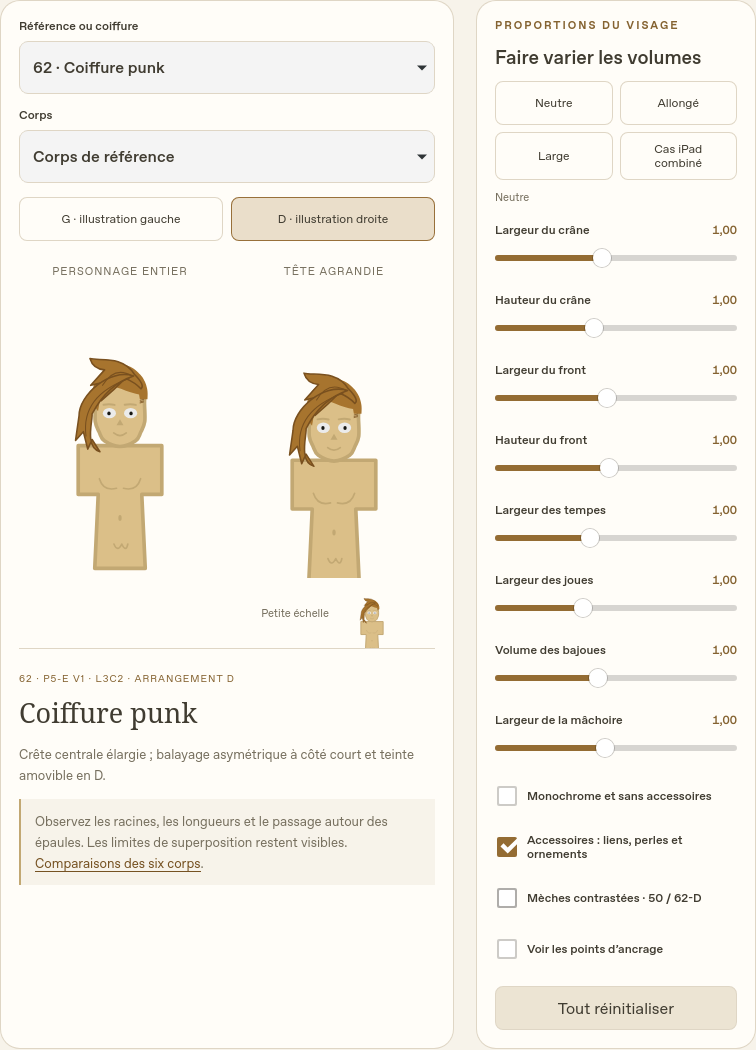 Référence ou coiffure
62 · Coiffure punk
Corps
Corps de référence
G · illustration gauche
D · illustration droite
PERSONNAGE ENTIER
TÊTE AGRANDIE
Petite échelle
62 · P5-E V1 · L3C2 · ARRANGEMENT D
Coiffure punk
Crête centrale élargie ; balayage asymétrique à côté court et teinte
amovible en D.
Observez les racines, les longueurs et le passage autour des
épaules. Les limites de superposition restent visibles.
Comparaisons des six corps.
PROPORTIONS DU VISAGE
Faire varier les volumes
Neutre
Allongé
Large
Cas iPad
combiné
Neutre
Largeur du crâne 1,00
Hauteur du crâne 1,00
Largeur du front 1,00
Hauteur du front 1,00
Largeur des tempes 1,00
Largeur des joues 1,00
Volume des bajoues 1,00
Largeur de la mâchoire 1,00
Monochrome et sans accessoires
Accessoires : liens, perles et
ornements
Mèches contrastées · 50 / 62-D
Voir les points d’ancrage
Tout réinitialiser